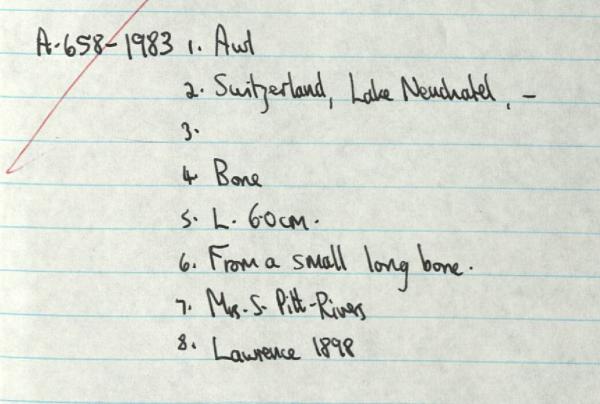 A.658-1983 1. Awl
2. Switzerland, Lake Neuchatel, -
3.
4. Bone
5. L. 6.0cm.
6. From a small long bone.
7. Mrs. S. Pitt-Rivers
8. Lawrence 1898